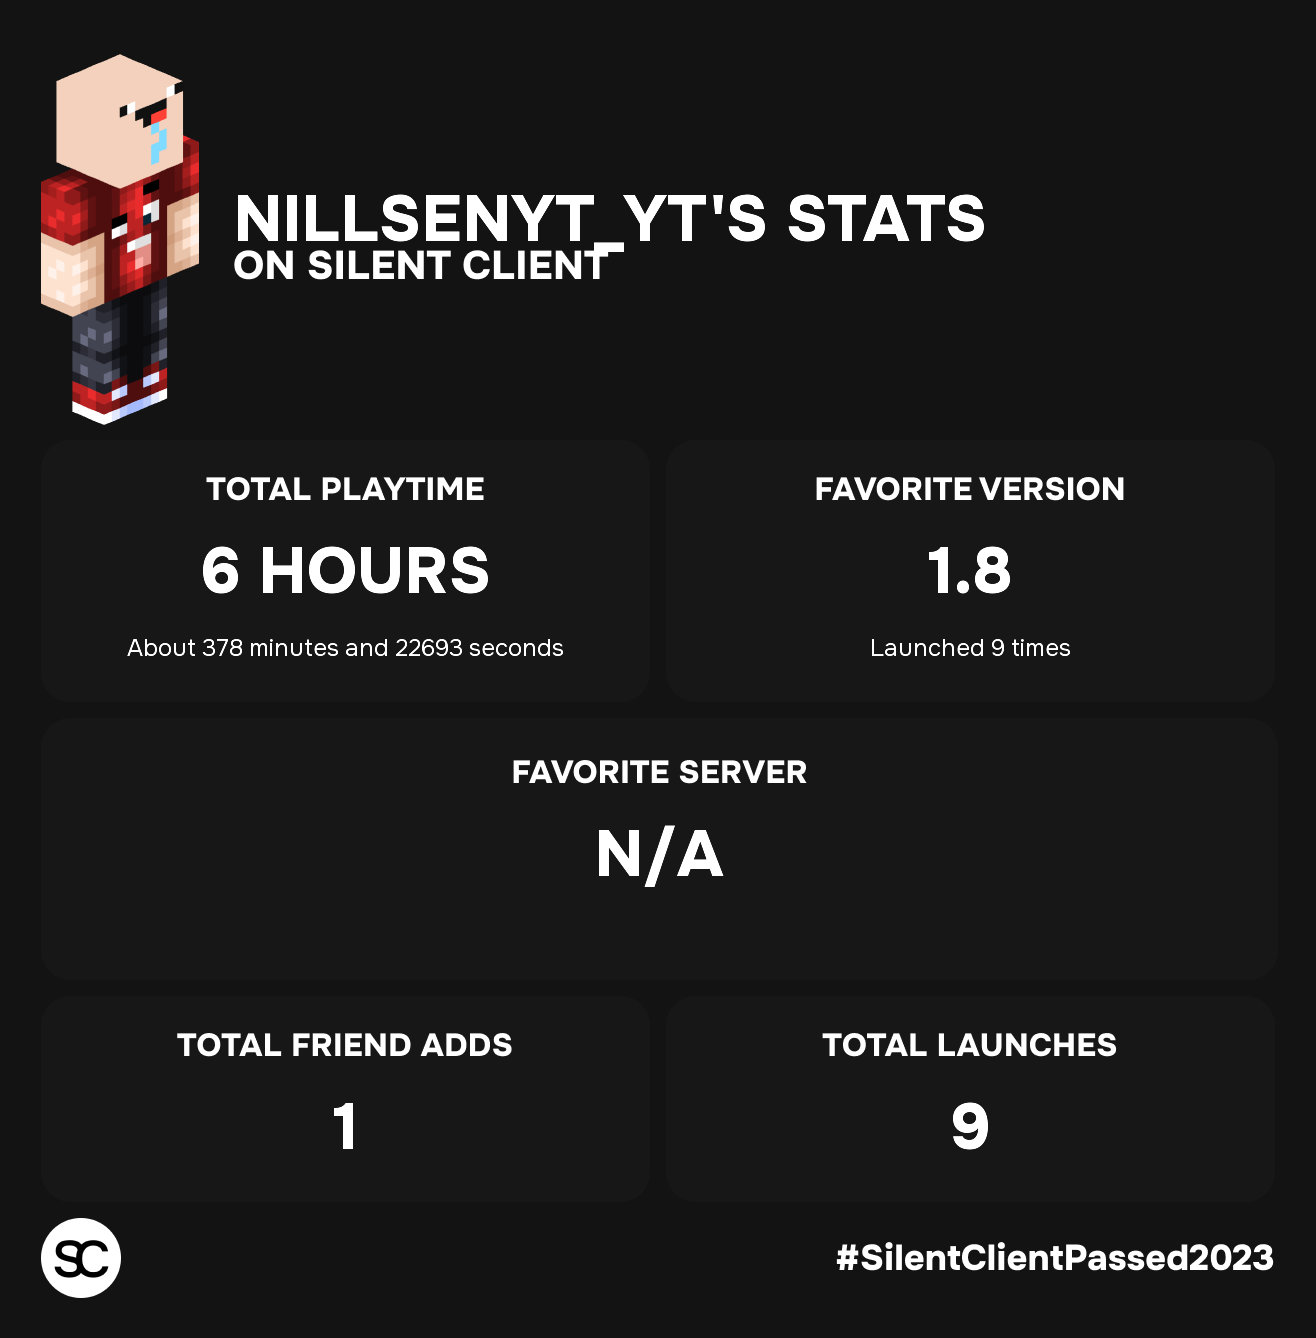 NILLSENYT_YT'S STATS
ON SILENT CLIENT
TOTAL PLAYTIME
6 HOURS
About 378 minutes and 22693 seconds
FAVORITE VERSION
1.8
Launched 9 times
FAVORITE SERVER
N/A
TOTAL FRIEND ADDS
1
TOTAL LAUNCHES
9
SC
#SilentClientPassed2023